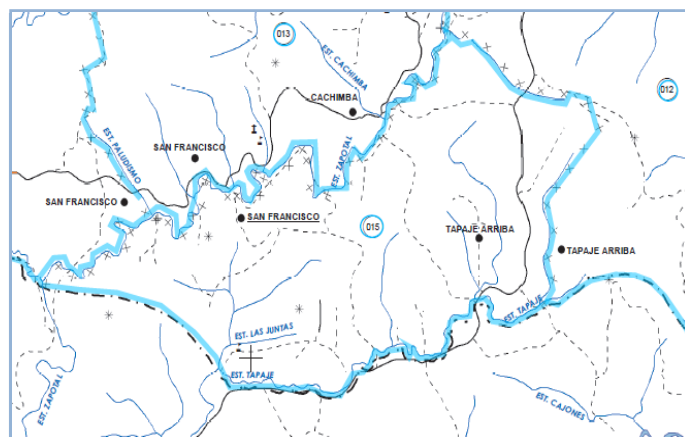 013
EST. CACHIMBA
012
CACHIMBA
EST. PALUDISMO
SAN FRANCISCO
EST. ZAPOTAL
SAN FRANCISCO
SAN FRANCISCO
015
TAPAJE ARRIBA
TAPAJE ARRIBA
EST. TAPAJE
EST. LAS JUNTAS
EST. TAPAJE
EST. ZAPOTAL
EST. CAJONES